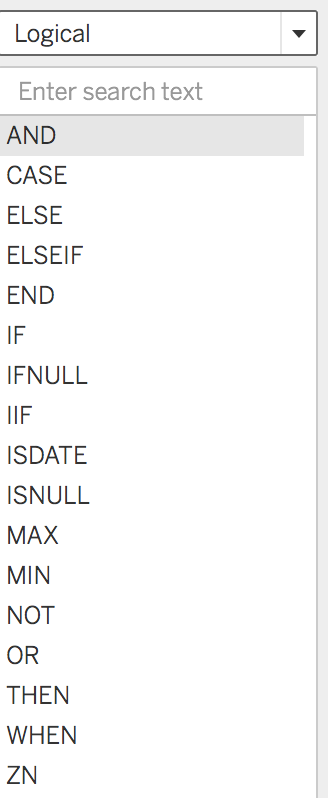 Logical
Enter search text
AND
CASE
ELSE
ELSEIF
END
IF
IFNULL
IIF
ISDATE
ISNULL
MAX
MIN
NOT
OR
THEN
WHEN
ZN